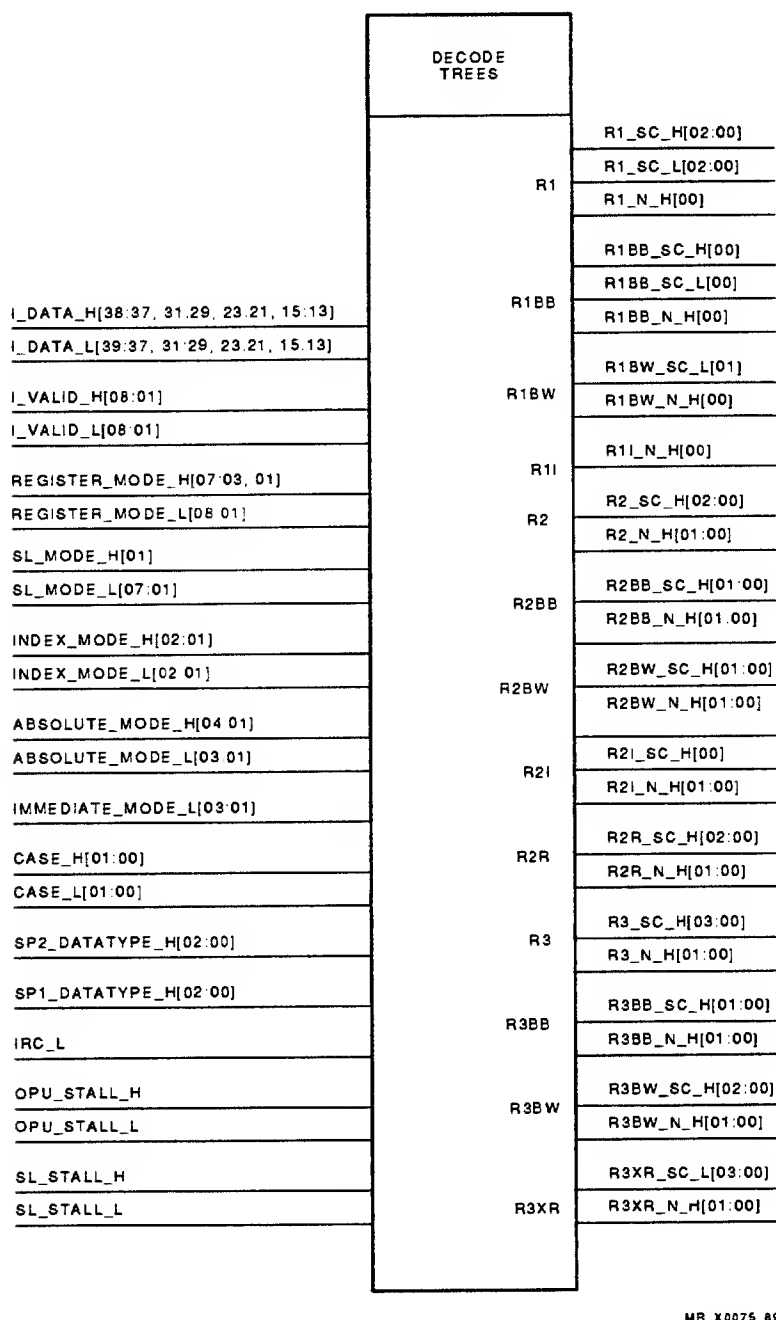 DECODE
TREES
R1_SC_H[02:00]
R1_SC_L[02:00]
R1
R1_N_H[00]
R1BB_SC_H[00]
R1BB_SC_L[00]
R1BB
R1BB_N_H[00]
I_DATA_H[38:37, 31.29, 23.21, 15:13]
I_DATA_L[39:37, 31:29, 23.21, 15.13]
R1BW_SC_L[01]
R1BW
R1BW_N_H[00]
I_VALID_H[08:01]
I_VALID_L[08:01]
R1I_N_H[00]
R1I
REGISTER_MODE_H[07:03, 01]
REGISTER_MODE_L[08 01]
R2_SC_H[02:00]
R2
R2_N_H[01:00]
SL_MODE_H[01]
SL_MODE_L[07:01]
R2BB_SC_H[01:00]
R2BB
R2BB_N_H[01.00]
INDEX_MODE_H[02:01]
INDEX_MODE_L[02 01]
R2BW_SC_H[01:00]
R2BW
R2BW_N_H[01:00]
ABSOLUTE_MODE_H[04 01]
ABSOLUTE_MODE_L[03 01]
R2I_SC_H[00]
R2I
R2I_N_H[01:00]
IMMEDIATE_MODE_L[03:01]
R2R_SC_H[02:00]
R2R
R2R_N_H[01:00]
CASE_H[01:00]
CASE_L[01:00]
R3_SC_H[03:00]
R3
R3_N_H[01:00]
SP2_DATATYPE_H[02:00]
SP1_DATATYPE_H[02:00]
R3BB_SC_H[01:00]
R3BB
R3BB_N_H[01:00]
IRC_L
OPU_STALL_H
OPU_STALL_L
R3BW_SC_H[02:00]
R3BW
R3BW_N_H[01:00]
SL_STALL_H
SL_STALL_L
R3XR_SC_L[03:00]
R3XR
R3XR_N_H[01:00]
MR_X0075_89